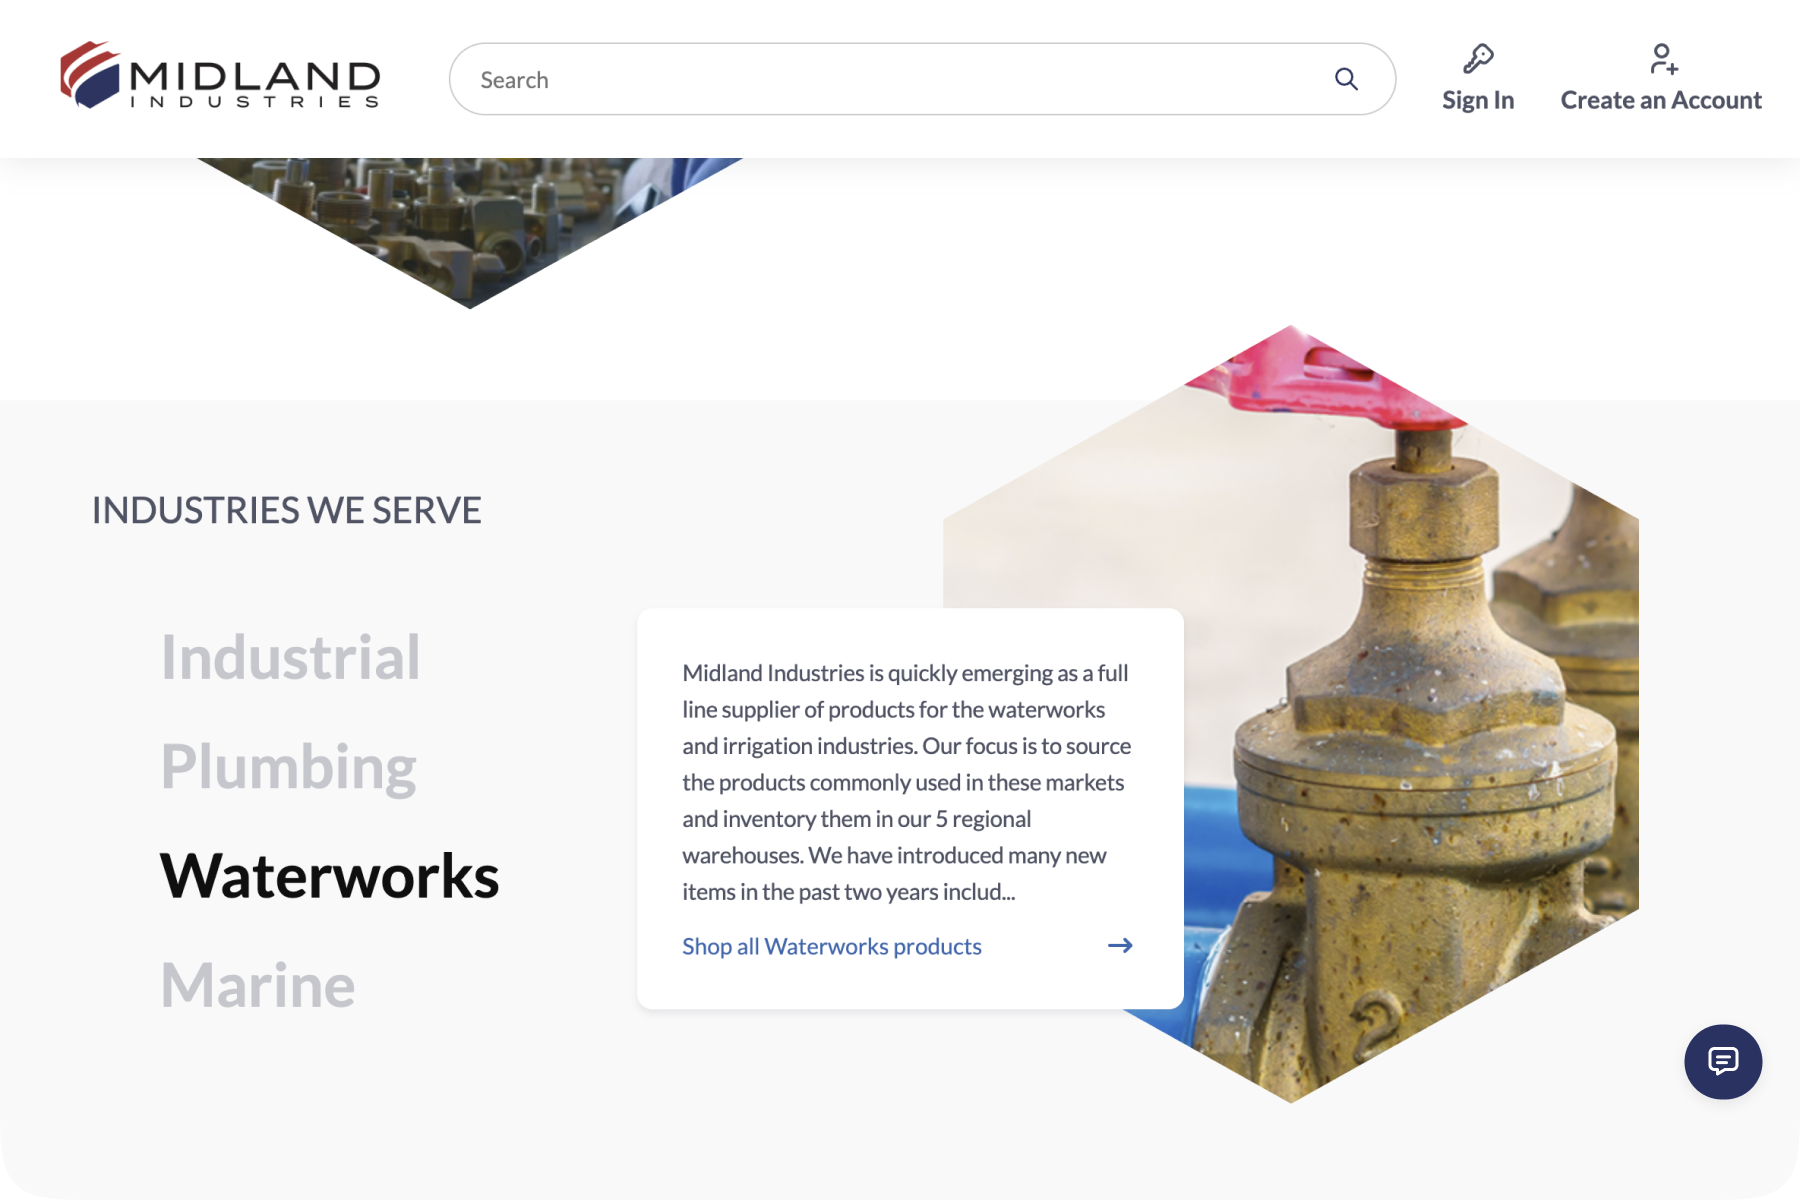 MIDLAND
INDUSTRIES
Search
Sign In
Create an Account
INDUSTRIES WE SERVE
Industrial
Plumbing
Waterworks
Marine
Midland Industries is quickly emerging as a full
line supplier of products for the waterworks
and irrigation industries. Our focus is to source
the products commonly used in these markets
and inventory them in our 5 regional
warehouses. We have introduced many new
items in the past two years includ...
Shop all Waterworks products
2